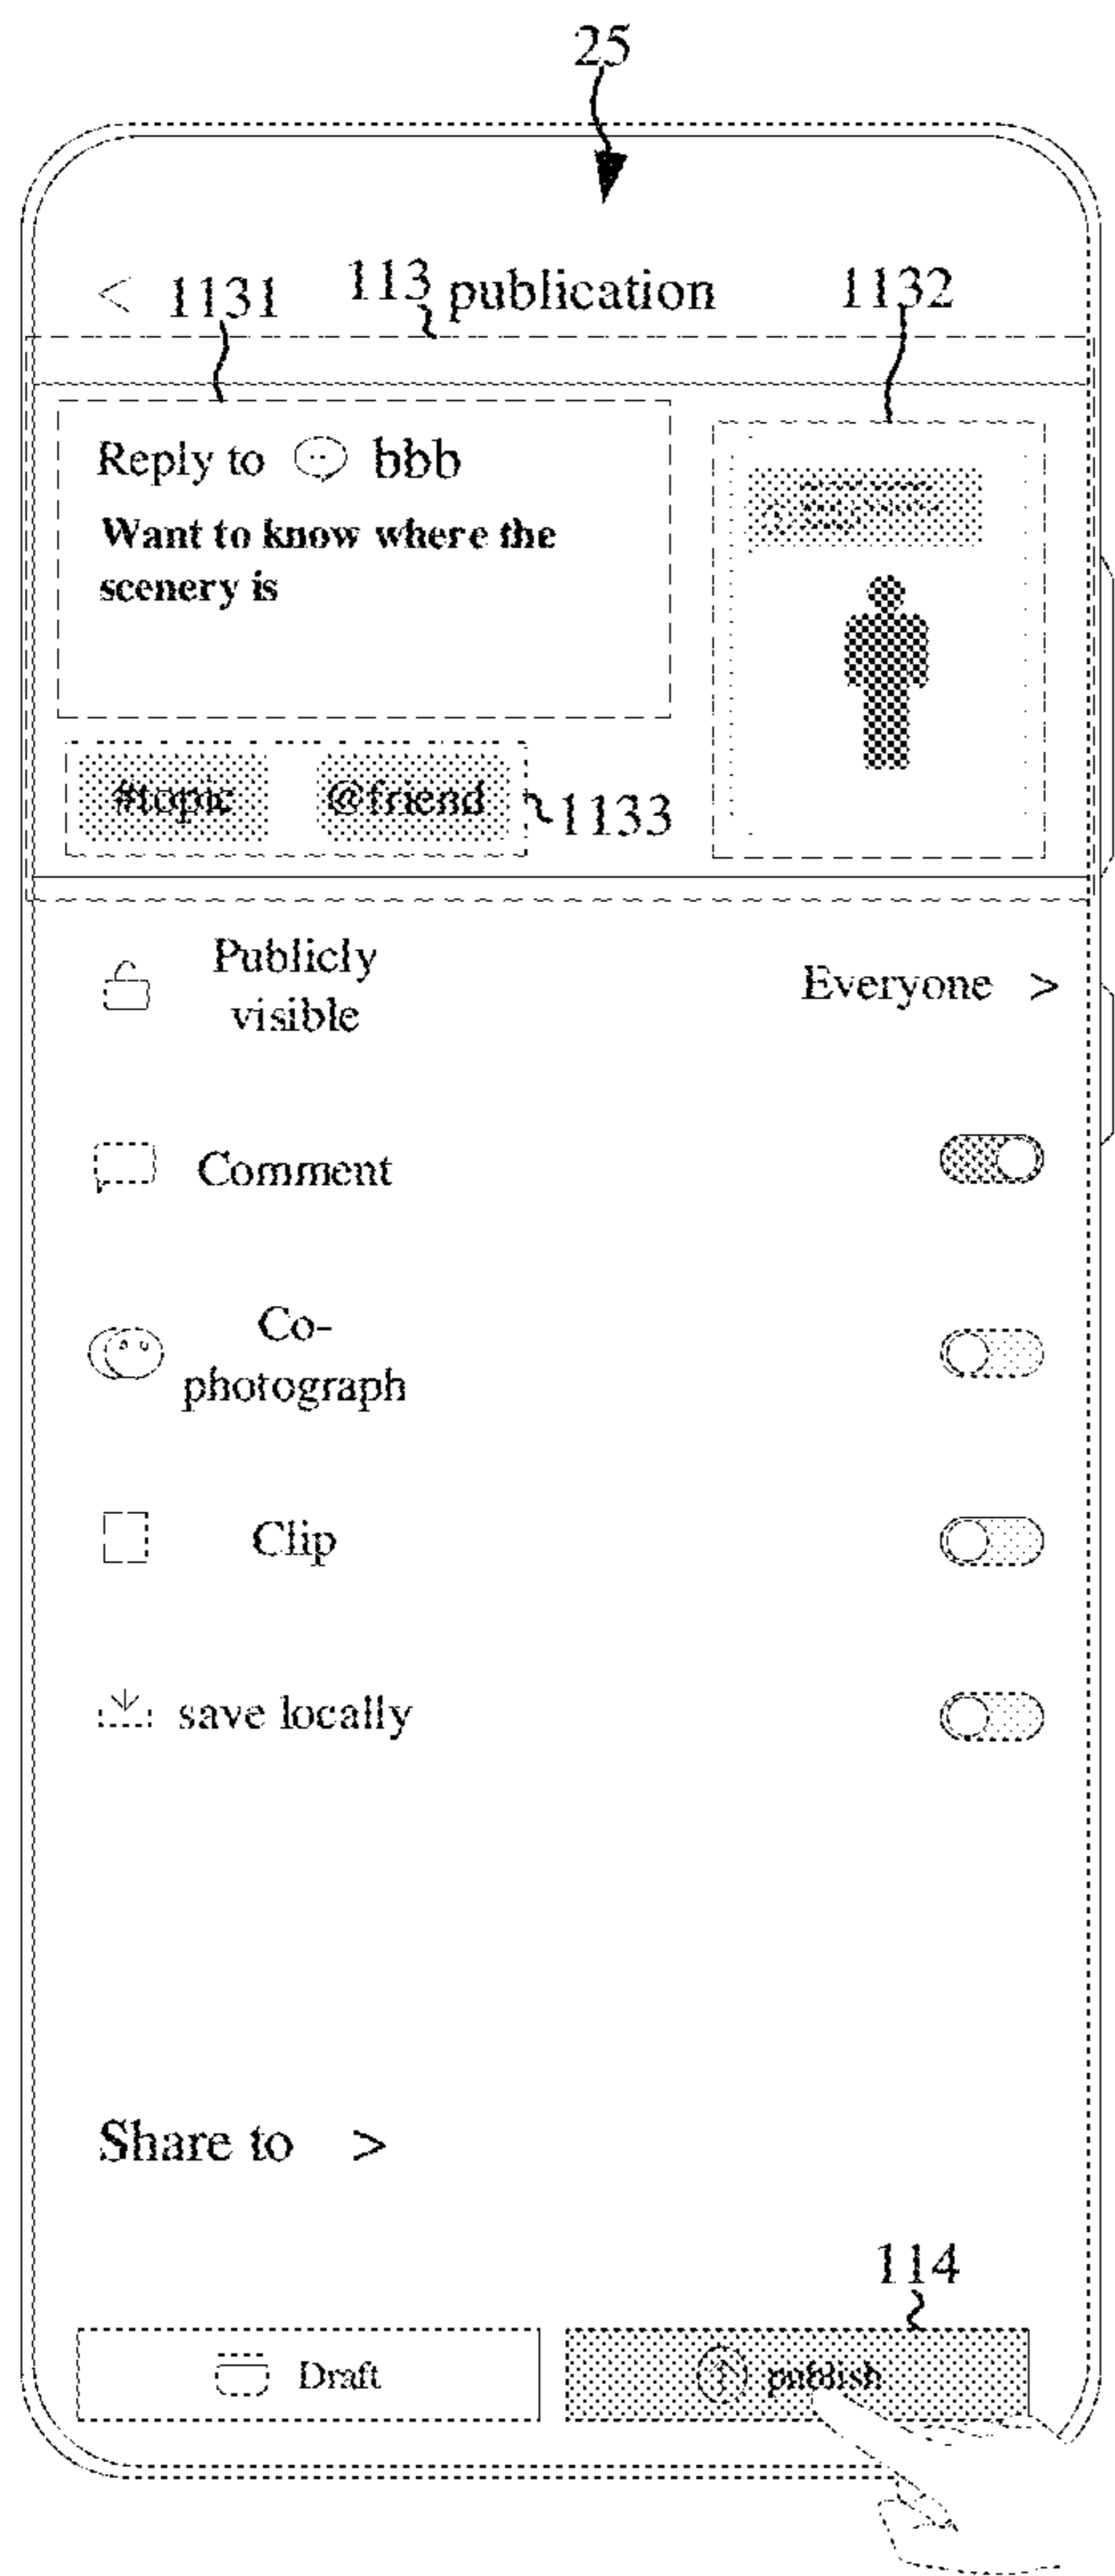 25
< 1131 113 publication 1132
Reply to bbb
Want to know where the
scenery is
#topic @friend 1133
Publicly
visible
Everyone >
Comment
Co-
photograph
Clip
save locally
Share to >
114
Draft publish